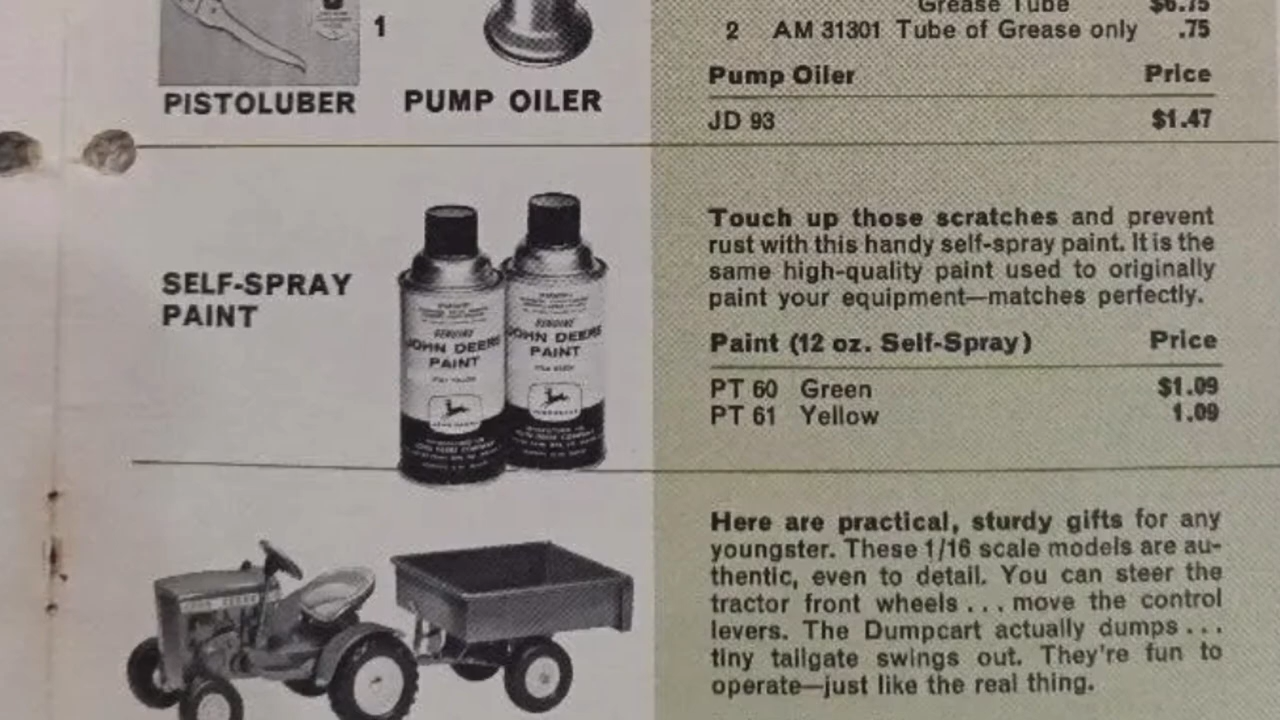 1
PISTOLUBER
PUMP OILER
Grease Tube $6.75
2 AM 31301 Tube of Grease only .75
Pump Oiler Price
JD 93 $1.47
SELF-SPRAY
PAINT
GENUINE
JOHN DEERE
PAINT
GENUINE
JOHN DEERE
PAINT
Touch up those scratches and prevent
rust with this handy self-spray paint. It is the
same high-quality paint used to originally
paint your equipment—matches perfectly.
Paint (12 oz. Self-Spray) Price
PT 60 Green $1.09
PT 61 Yellow 1.09
JOHN DEERE
Here are practical, sturdy gifts for any
youngster. These 1/16 scale models are au-
thentic, even to detail. You can steer the
tractor front wheels . . . move the control
levers. The Dumpcart actually dumps . . .
tiny tailgate swings out. They're fun to
operate—just like the real thing.